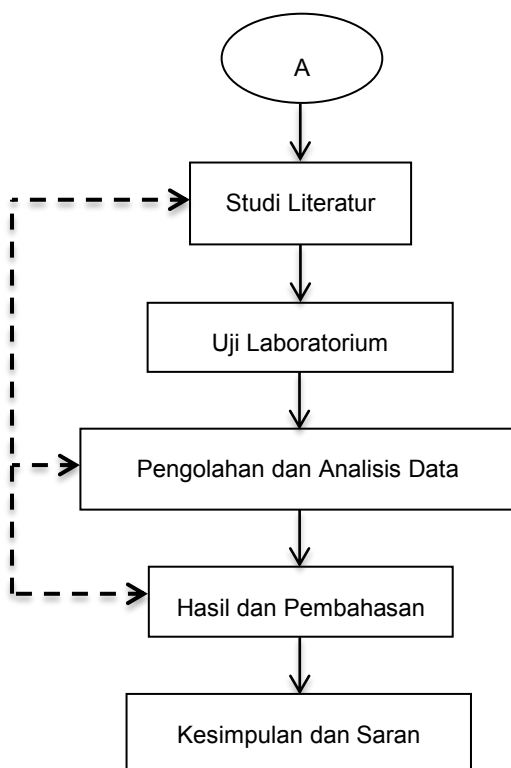 A
Studi Literatur
Uji Laboratorium
Pengolahan dan Analisis Data
Hasil dan Pembahasan
Kesimpulan dan Saran